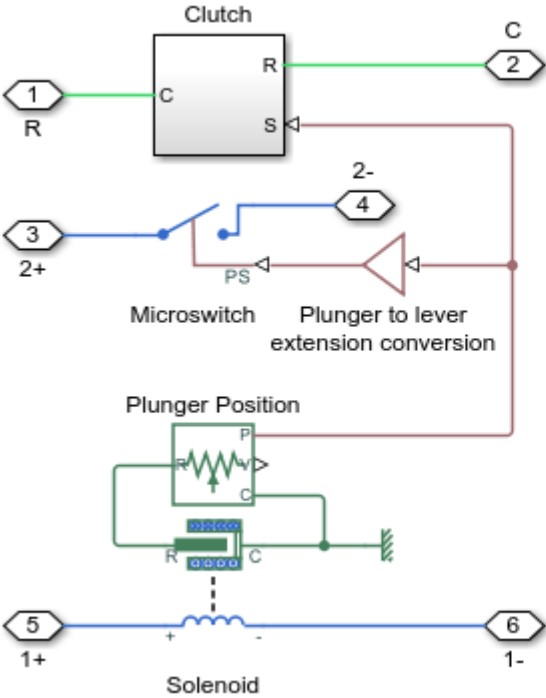 Clutch
C
R
2
1
C
R
S
2-
4
3
2+
PS
Microswitch
Plunger to lever
extension conversion
Plunger Position
P
R
V
C
R
C
5
+
-
6
1+
1-
Solenoid